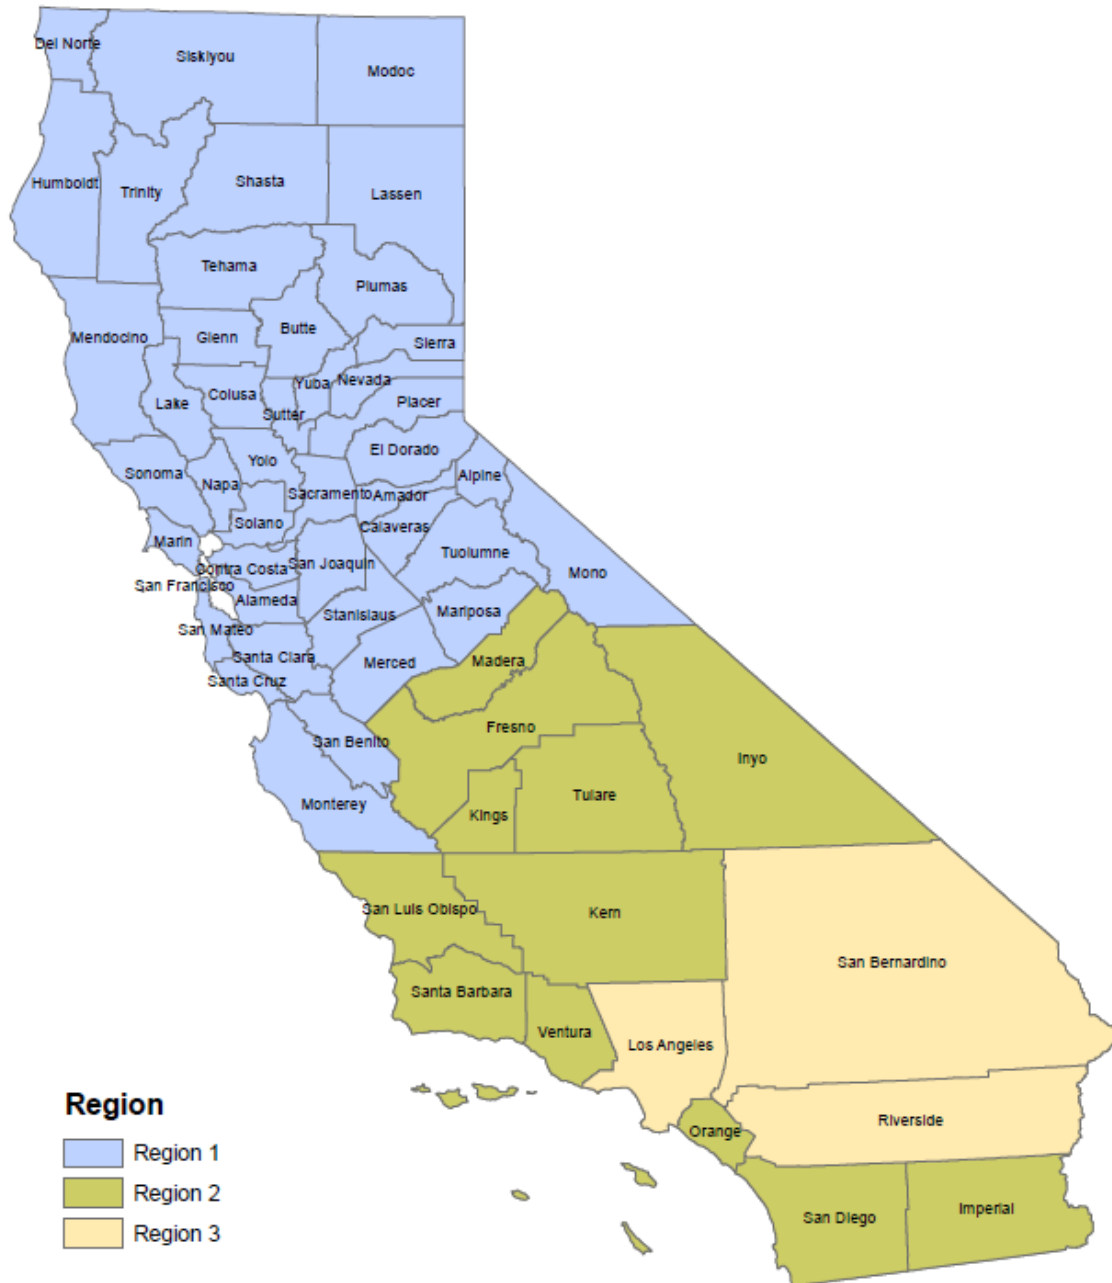 Del Norte
Siskiyou
Modoc
Humboldt
Trinity
Shasta
Lassen
Tehama
Plumas
Mendocino
Glenn
Butte
Sierra
Lake
Colusa
Sutter
Yuba
Nevada
Placer
Sonoma
Napa
Yolo
El Dorado
Sacramento
Amador
Alpine
Solano
Marin
Calaveras
Contra Costa
San Joaquin
Tuolumne
Mono
San Francisco
Alameda
Stanislaus
Mariposa
San Mateo
Santa Clara
Merced
Madera
Santa Cruz
Fresno
San Benito
Inyo
Monterey
Kings
Tulare
San Luis Obispo
Kern
San Bernardino
Santa Barbara
Ventura
Los Angeles
Orange
Riverside
San Diego
Imperial
Region
Region 1
Region 2
Region 3